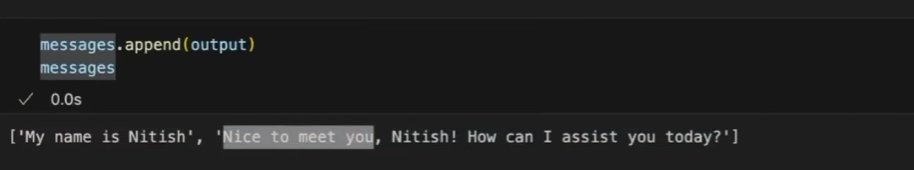 messages.append(output)
messages
0.0s
['My name is Nitish', 'Nice to meet you, Nitish! How can I assist you today?']